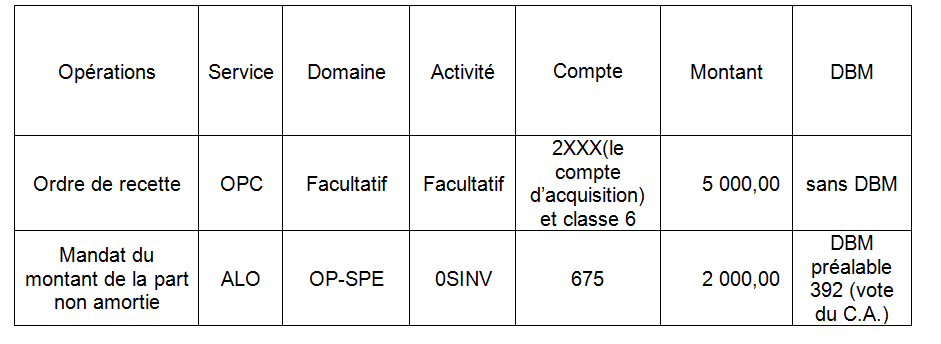 Opérations Service Domaine Activité Compte Montant DBM
Ordre de recette OPC Facultatif Facultatif 2XXX(le compte d’acquisition) et classe 6 5 000,00 sans DBM
Mandat du montant de la part non amortie ALO OP-SPE 0SINV 675 2 000,00 DBM préalable 392 (vote du C.A.)